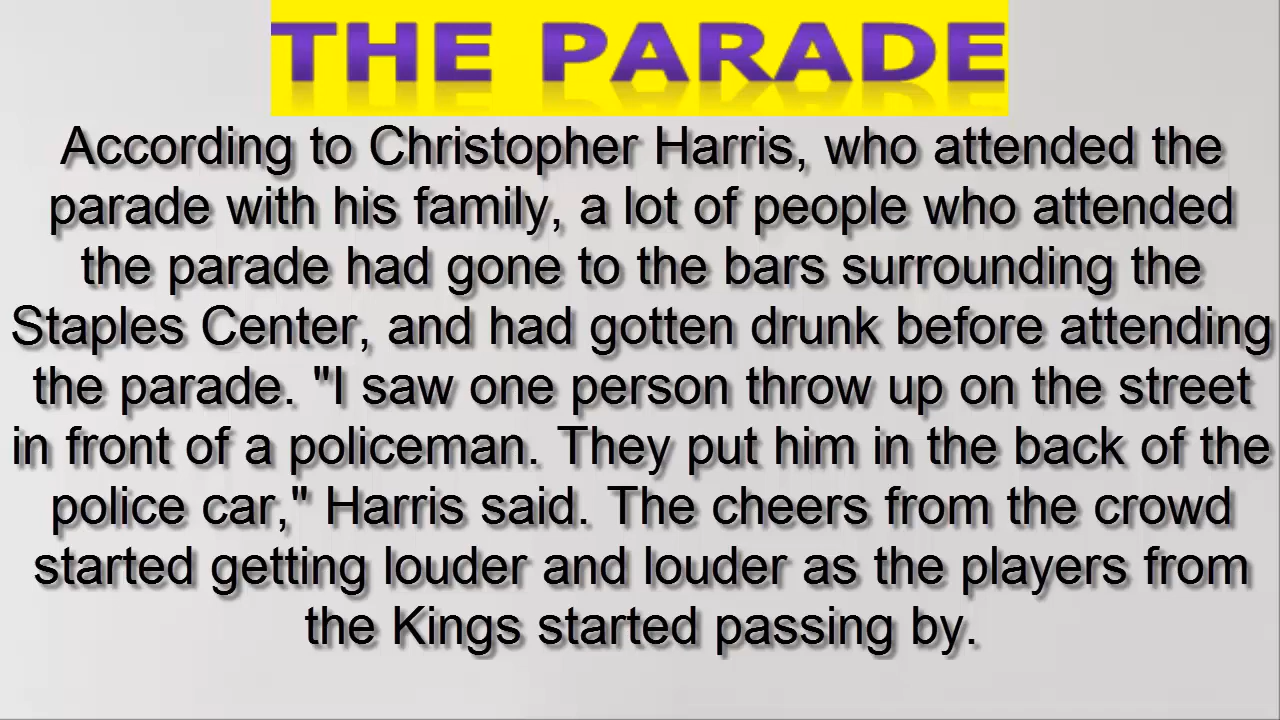 THE PARADE
According to Christopher Harris, who attended the
parade with his family, a lot of people who attended
the parade had gone to the bars surrounding the
Staples Center, and had gotten drunk before attending
the parade. "I saw one person throw up on the street
in front of a policeman. They put him in the back of the
police car," Harris said. The cheers from the crowd
started getting louder and louder as the players from
the Kings started passing by.